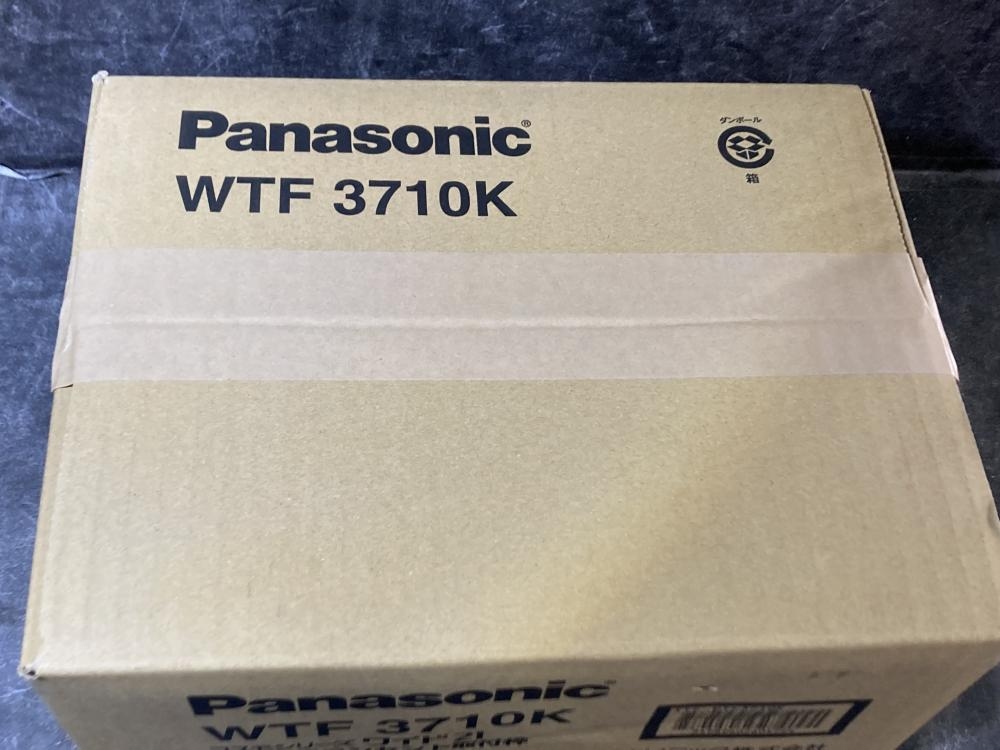 Panasonic®
WTF 3710K
ダンボール
箱
Panasonic
WTF 3710K